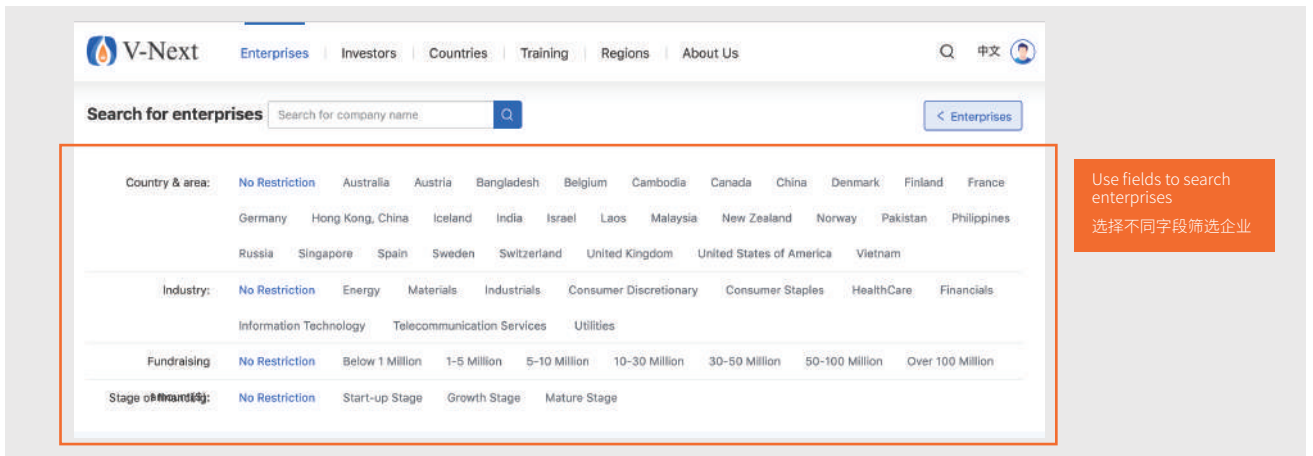 V-Next Enterprises Investors Countries Training Regions About Us 中文
Search for enterprises Search for company name < Enterprises
Country & area: No Restriction Australia Austria Bangladesh Belgium Cambodia Canada China Denmark Finland France
Germany Hong Kong, China Iceland India Israel Laos Malaysia New Zealand Norway Pakistan Philippines
Russia Singapore Spain Sweden Switzerland United Kingdom United States of America Vietnam
Industry: No Restriction Energy Materials Industrials Consumer Discretionary Consumer Staples HealthCare Financials
Information Technology Telecommunication Services Utilities
Fundraising No Restriction Below 1 Million 1-5 Million 5-10 Million 10-30 Million 30-50 Million 50-100 Million Over 100 Million
Stage of No Restriction Start-up Stage Growth Stage Mature Stage
Use fields to search
enterprises
选择不同字段筛选企业